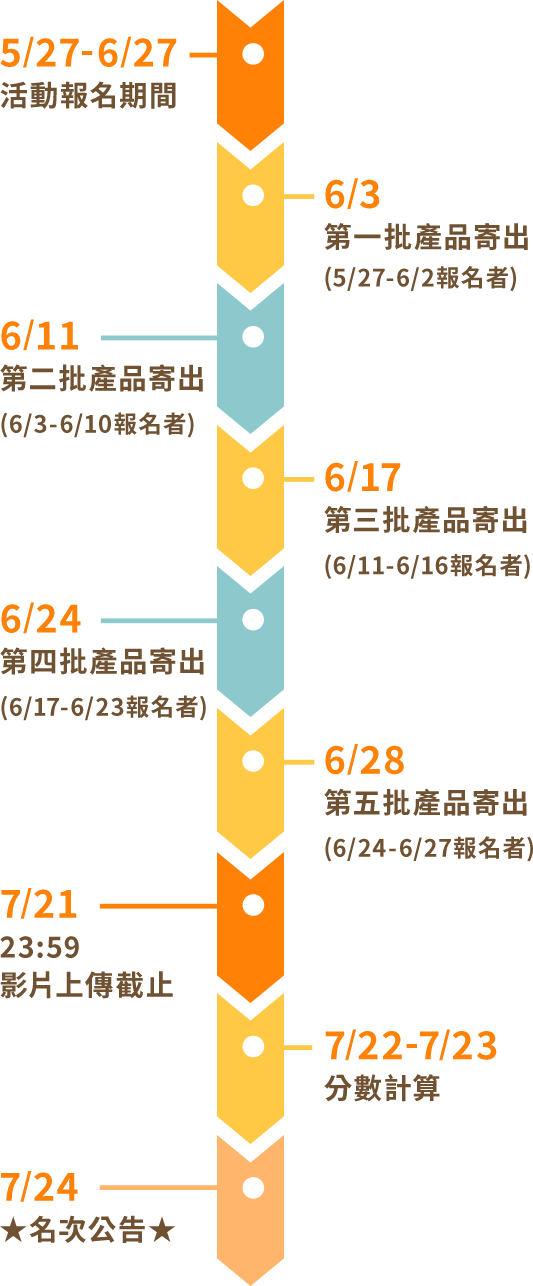 5/27-6/27
活動報名期間
6/3
第一批產品寄出
(5/27-6/2報名者)
6/11
第二批產品寄出
(6/3-6/10報名者)
6/17
第三批產品寄出
(6/11-6/16報名者)
6/24
第四批產品寄出
(6/17-6/23報名者)
6/28
第五批產品寄出
(6/24-6/27報名者)
7/21
23:59
影片上傳截止
7/22-7/23
分數計算
7/24
★名次公告★